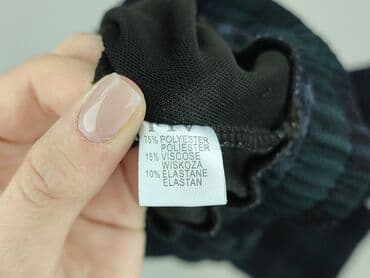 75% POLYESTER
POLIESTER
15% VISCOSE
WISKOZA
10% ELASTANE
ELASTAN